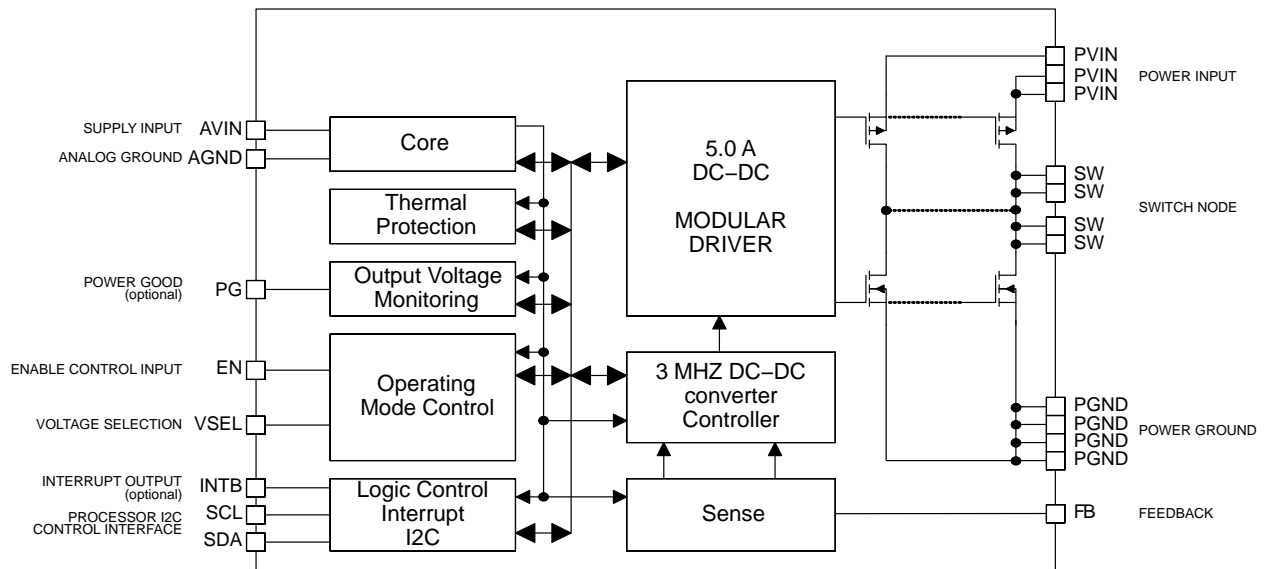 SUPPLY INPUT
AVIN
ANALOG GROUND
AGND
POWER GOOD
(optional)
PG
ENABLE CONTROL INPUT
EN
VOLTAGE SELECTION
VSEL
INTERRUPT OUTPUT
(optional)
INTB
PROCESSOR I2C
CONTROL INTERFACE
SCL
SDA
Core
Thermal
Protection
Output Voltage
Monitoring
Operating
Mode Control
Logic Control
Interrupt
I2C
5.0 A
DC−DC
MODULAR
DRIVER
3 MHZ DC−DC
converter
Controller
Sense
PVIN
PVIN
PVIN
POWER INPUT
SW
SW
SW
SW
SWITCH NODE
PGND
PGND
PGND
PGND
POWER GROUND
FB
FEEDBACK